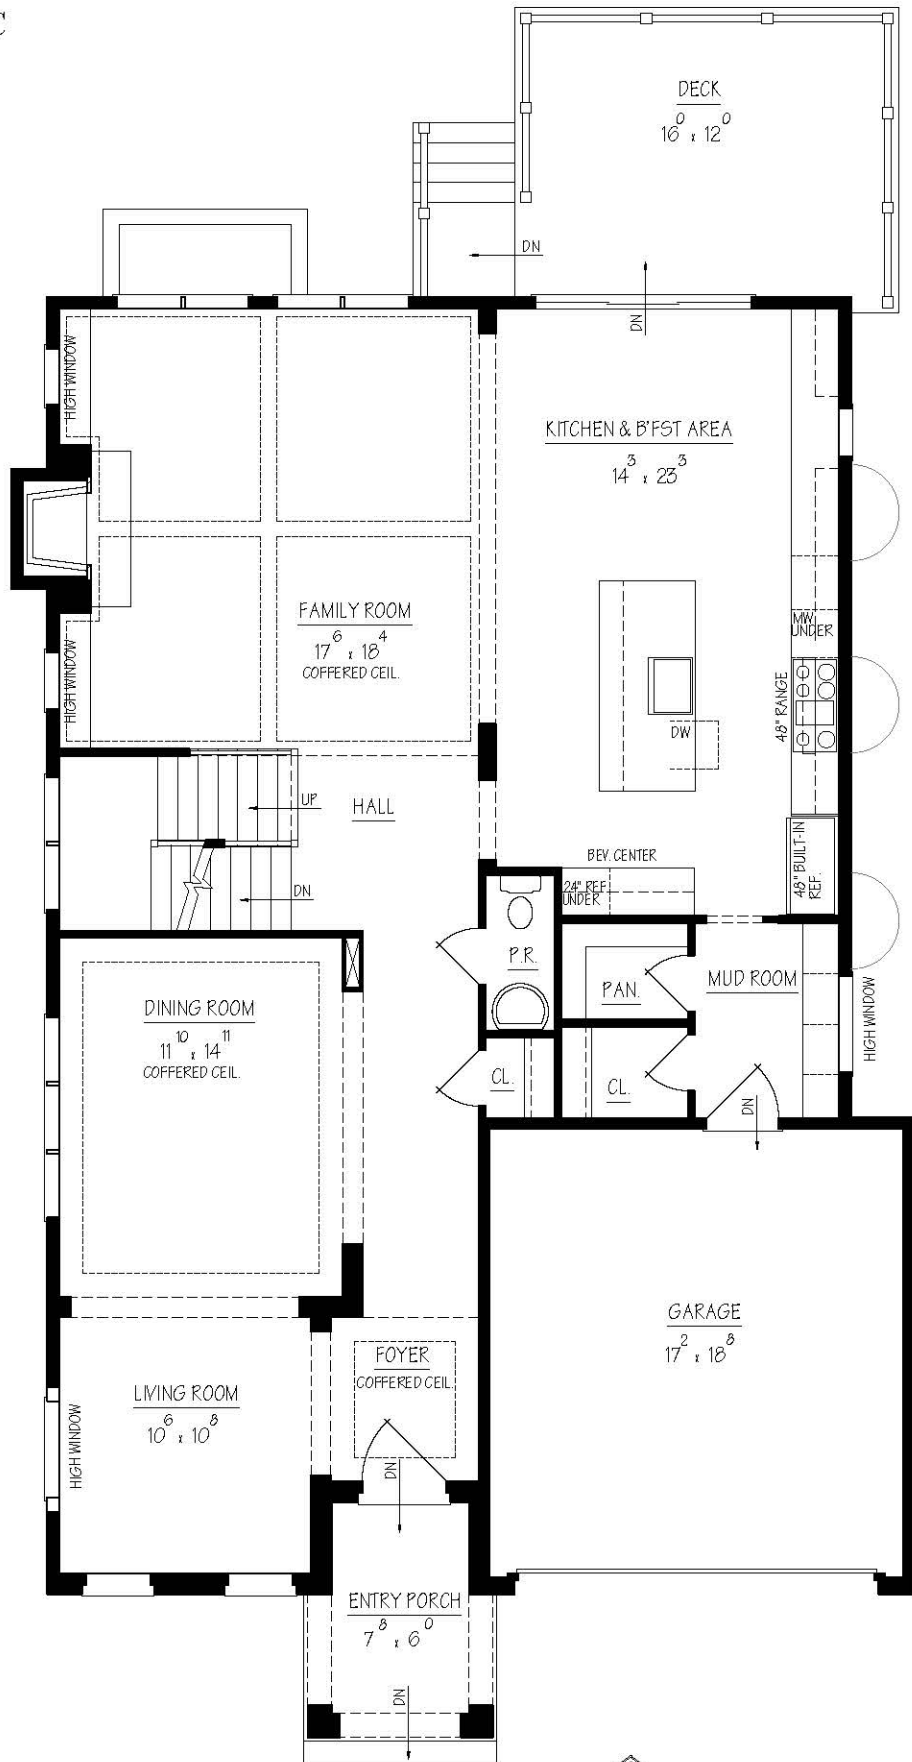 C
DECK
16⁰ x 12⁰
DN
DN
HIGH WINDOW
KITCHEN & B'FST AREA
14³ x 23³
FAMILY ROOM
17⁶ x 18⁴
COFFERED CEIL.
MW
UNDER
HIGH WINDOW
48" RANGE
DW
UP
HALL
BEV. CENTER
48" BUILT-IN
REF.
24" REF
UNDER
DN
P.R.
PAN.
MUD ROOM
DINING ROOM
11¹⁰ x 14¹¹
COFFERED CEIL.
HIGH WINDOW
CL.
CL.
DN
GARAGE
17² x 18⁸
FOYER
COFFERED CEIL.
LIVING ROOM
10⁶ x 10⁸
HIGH WINDOW
DN
ENTRY PORCH
7⁸ x 6⁰
DN